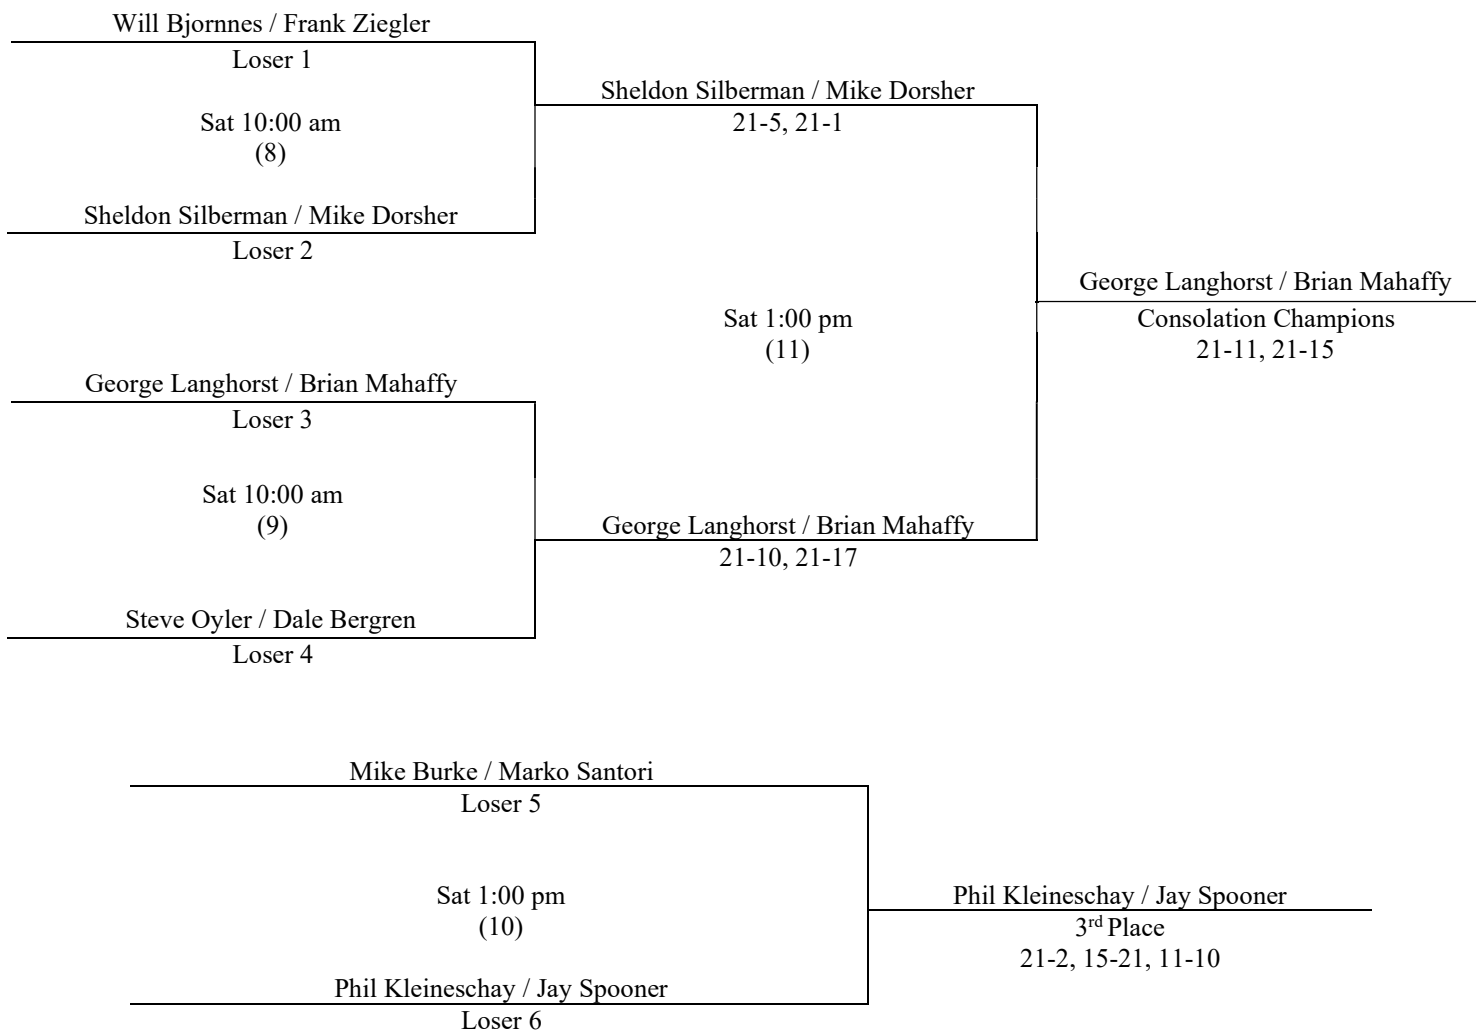 Will Bjornnes / Frank Ziegler
Loser 1
Sat 10:00 am
(8)
Sheldon Silberman / Mike Dorsher
Loser 2
Sheldon Silberman / Mike Dorsher
21-5, 21-1
George Langhorst / Brian Mahaffy
Loser 3
Sat 10:00 am
(9)
Steve Oyler / Dale Bergren
Loser 4
George Langhorst / Brian Mahaffy
21-10, 21-17
Sat 1:00 pm
(11)
George Langhorst / Brian Mahaffy
Consolation Champions
21-11, 21-15
Mike Burke / Marko Santori
Loser 5
Sat 1:00 pm
(10)
Phil Kleineschay / Jay Spooner
Loser 6
Phil Kleineschay / Jay Spooner
3rd Place
21-2, 15-21, 11-10